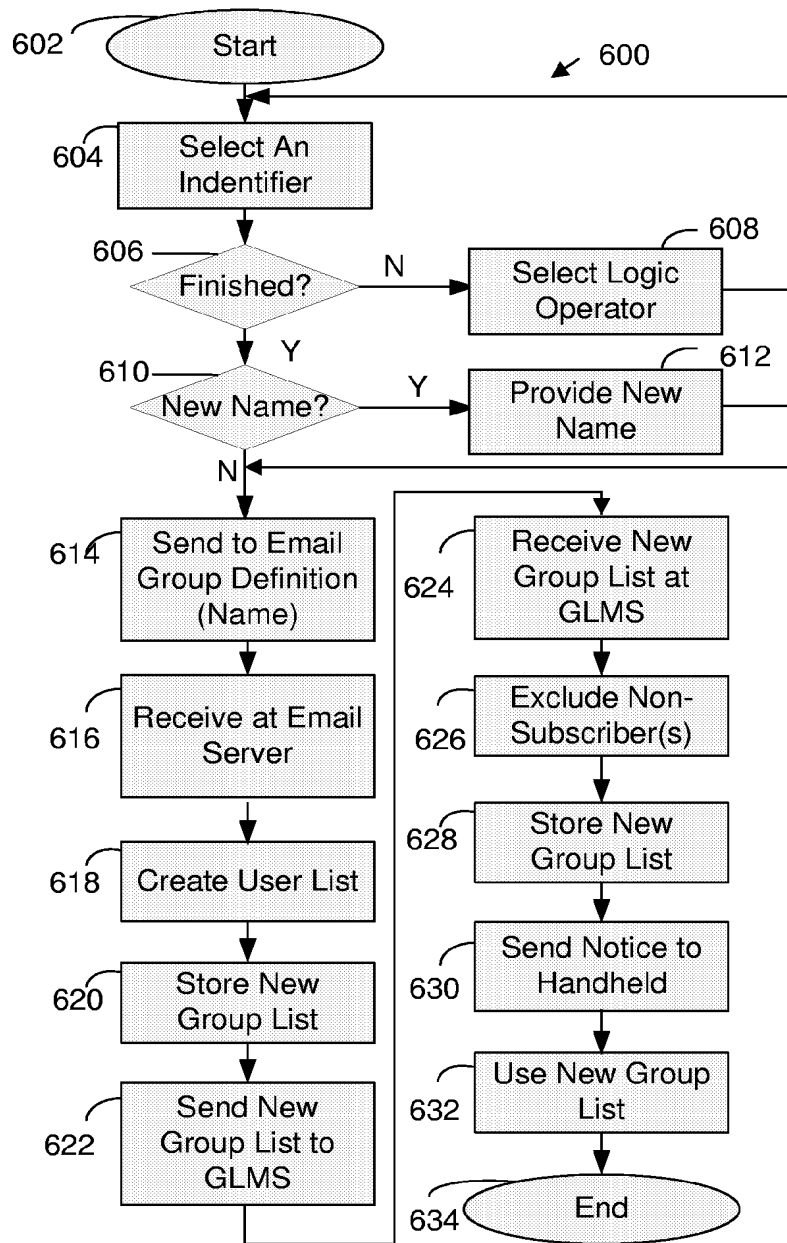 602
Start
600
604
Select An
Indentifier
606
Finished?
N
608
Select Logic
Operator
Y
610
New Name?
Y
612
Provide New
Name
N
614
Send to Email
Group Definition
(Name)
616
Receive at Email
Server
618
Create User List
620
Store New
Group List
622
Send New
Group List to
GLMS
624
Receive New
Group List at
GLMS
626
Exclude Non-
Subscriber(s)
628
Store New
Group List
630
Send Notice to
Handheld
632
Use New Group
List
634
End